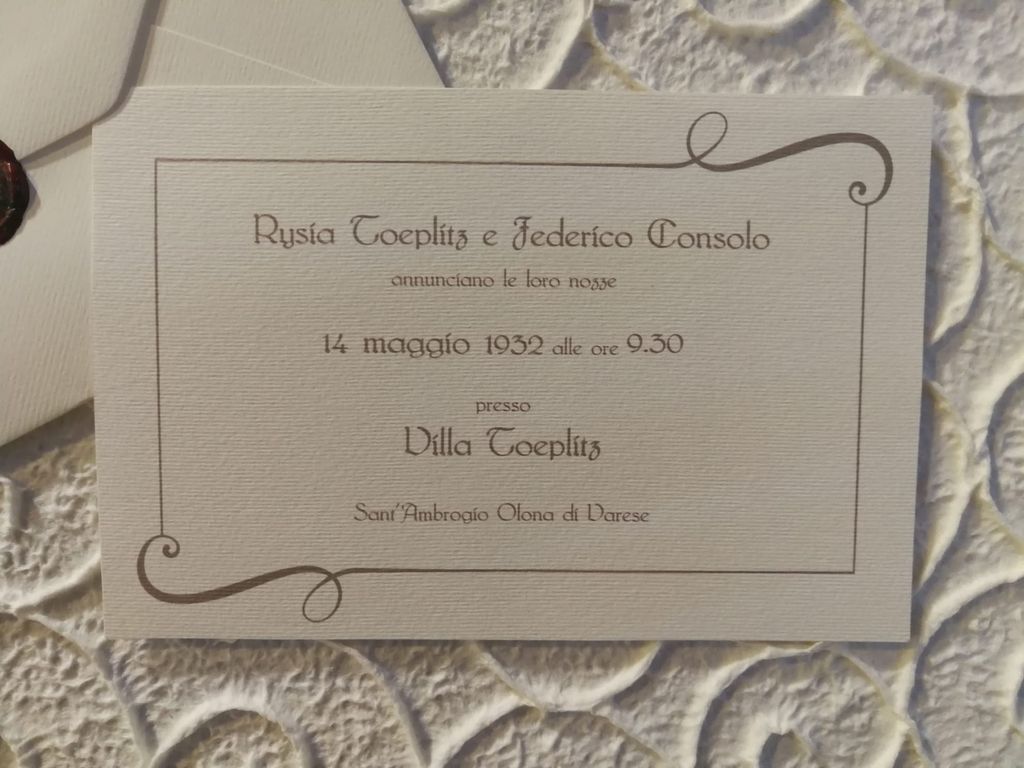 Rysia Toeplitz e Federico Consolo
annunciano le loro nozze
14 maggio 1932 alle ore 9.30
presso
Villa Toeplitz
Sant'Ambrogio Olona di Varese